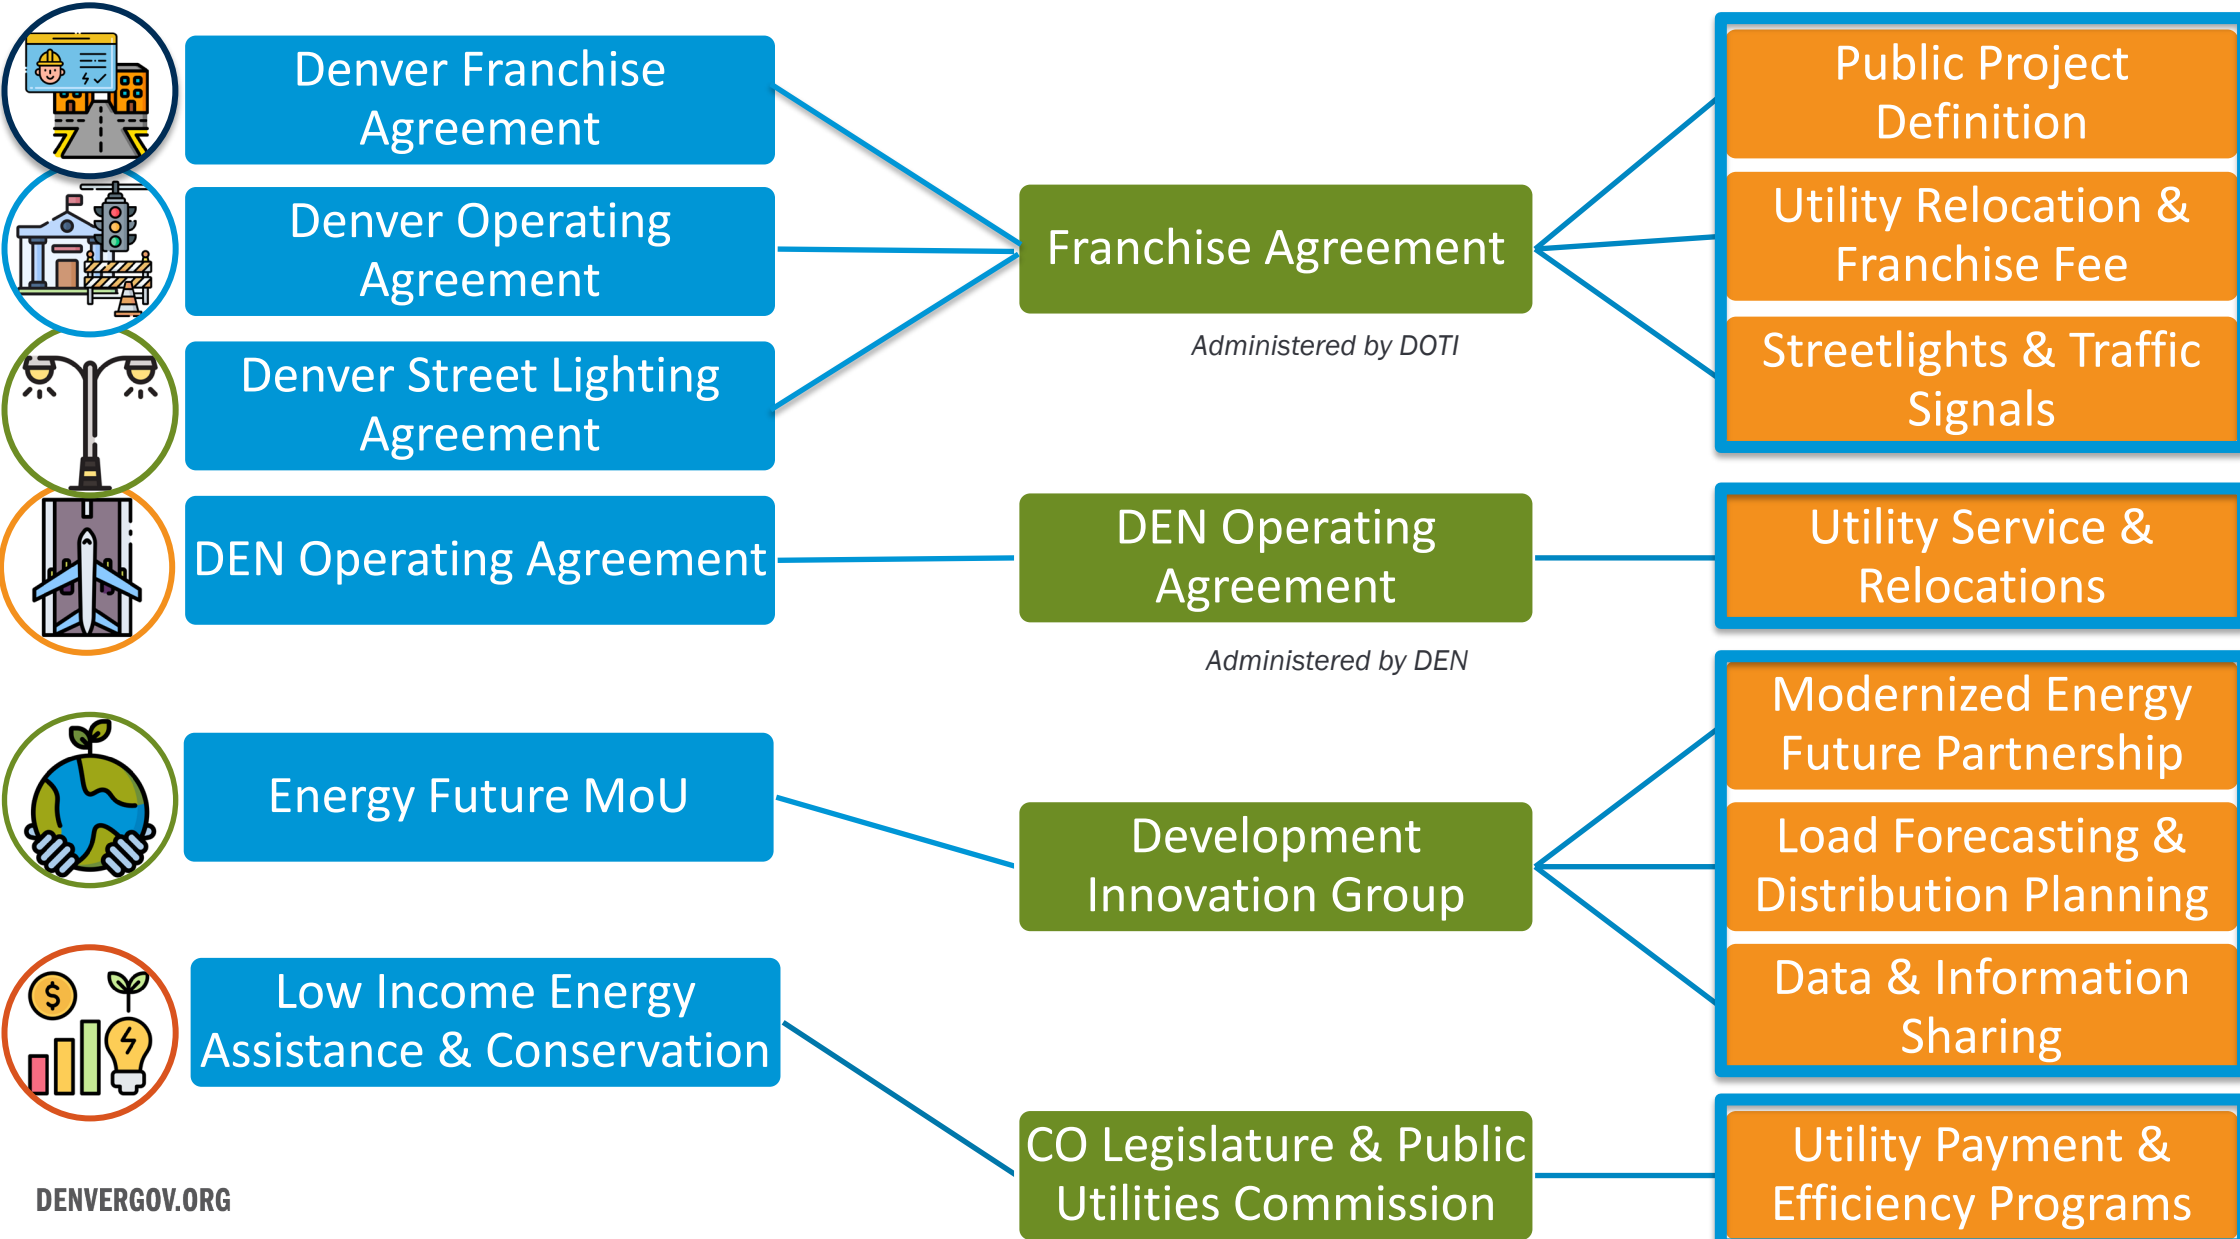 Denver Franchise
Agreement
Denver Operating
Agreement
Denver Street Lighting
Agreement
DEN Operating Agreement
Energy Future MoU
Low Income Energy
Assistance & Conservation
Franchise Agreement
Administered by DOTI
DEN Operating
Agreement
Administered by DEN
Development
Innovation Group
CO Legislature & Public
Utilities Commission
Public Project
Definition
Utility Relocation &
Franchise Fee
Streetlights & Traffic
Signals
Utility Service &
Relocations
Modernized Energy
Future Partnership
Load Forecasting &
Distribution Planning
Data & Information
Sharing
Utility Payment &
Efficiency Programs
DENVERGOV.ORG